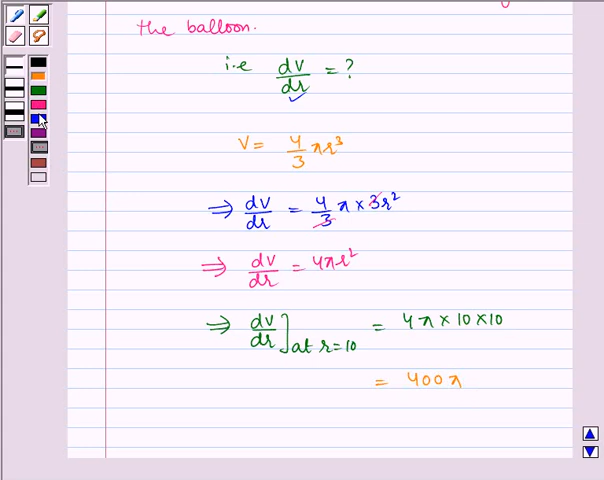 the balloon.
i.e dv/dr = ?
V = 4/3 πr³
⇒ dv/dr = 4/3 π × 3r²
⇒ dv/dr = 4πr²
⇒ dv/dr ] at r=10 = 4π × 10 × 10
= 400π